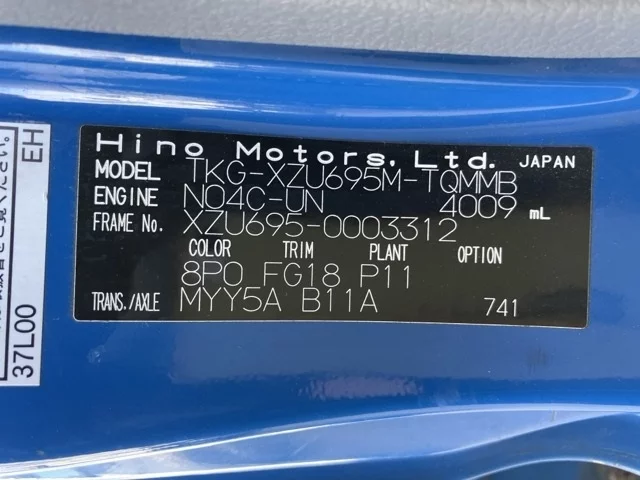 Hino Motors, Ltd. JAPAN
MODEL TKG-XZU695M-TQMMB
ENGINE N04C-UN 4009 mL
FRAME No. XZU695-0003312
COLOR TRIM PLANT OPTION
8P0 FG18 P11
TRANS./AXLE MYY5A B11A 741
EH
37L00